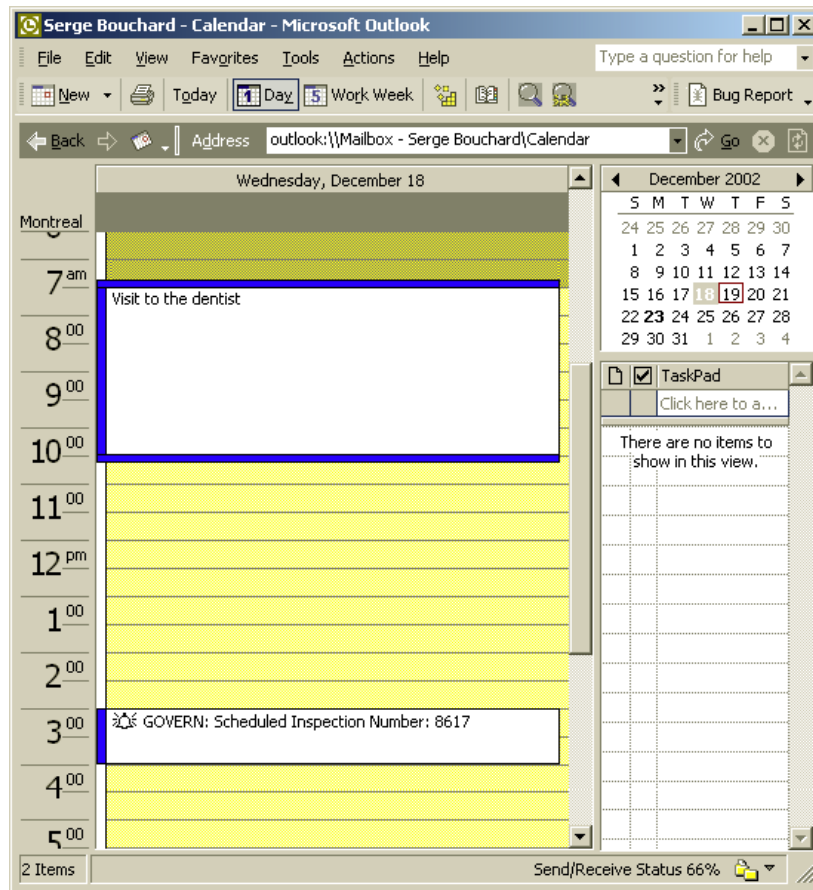 Serge Bouchard - Calendar - Microsoft Outlook
File Edit View Favorites Tools Actions Help Type a question for help
New Today 1 Day 5 Work Week » Bug Report
Back Address outlook:\\Mailbox - Serge Bouchard\Calendar Go
Wednesday, December 18
Montreal
7 am
Visit to the dentist
8 00
9 00
10 00
11 00
12 pm
1 00
2 00
3 00
GOVERN: Scheduled Inspection Number: 8617
4 00
5 00
December 2002
S M T W T F S
24 25 26 27 28 29 30
1 2 3 4 5 6 7
8 9 10 11 12 13 14
15 16 17 18 19 20 21
22 23 24 25 26 27 28
29 30 31 1 2 3 4
TaskPad
Click here to a...
There are no items to
show in this view.
2 Items Send/Receive Status 66%